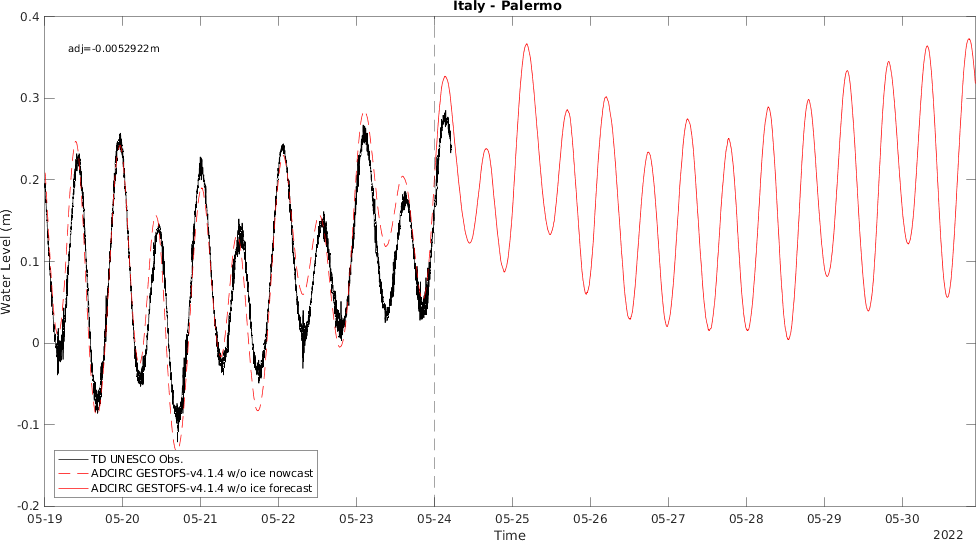 Italy - Palermo
adj=-0.0052922m
0.4
0.3
0.2
0.1
0
-0.1
-0.2
Water Level (m)
TD UNESCO Obs.
ADCIRC GESTOFS-v4.1.4 w/o ice nowcast
ADCIRC GESTOFS-v4.1.4 w/o ice forecast
05-19 05-20 05-21 05-22 05-23 05-24 05-25 05-26 05-27 05-28 05-29 05-30
Time
2022